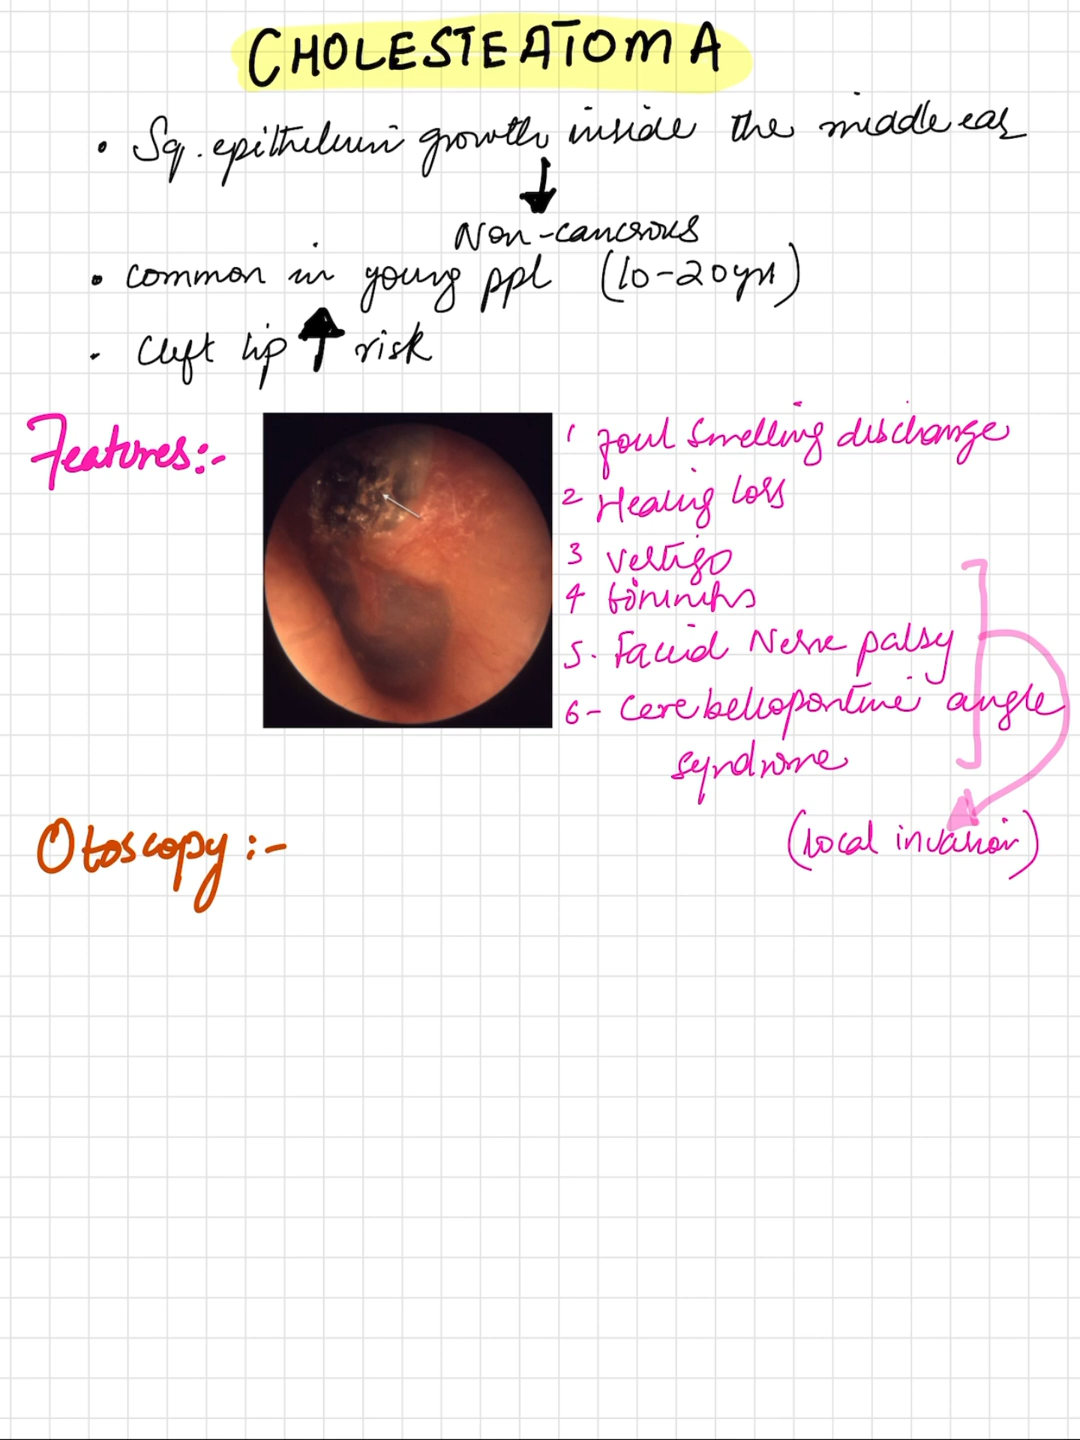 CHOLESTEATOMA
• Sq. epithelium growth inside the middle ear
Non-cancrous
• common in young ppl (10-20yrs)
• Cleft lip ↑ risk
Features:-
1 foul smelling discharge
2 Hearing loss
3 vertigo
4 tinnitus
5. Facial Nerve palsy
6- Cerebellopontine angle
syndrome
(local invasion)
Otoscopy:-